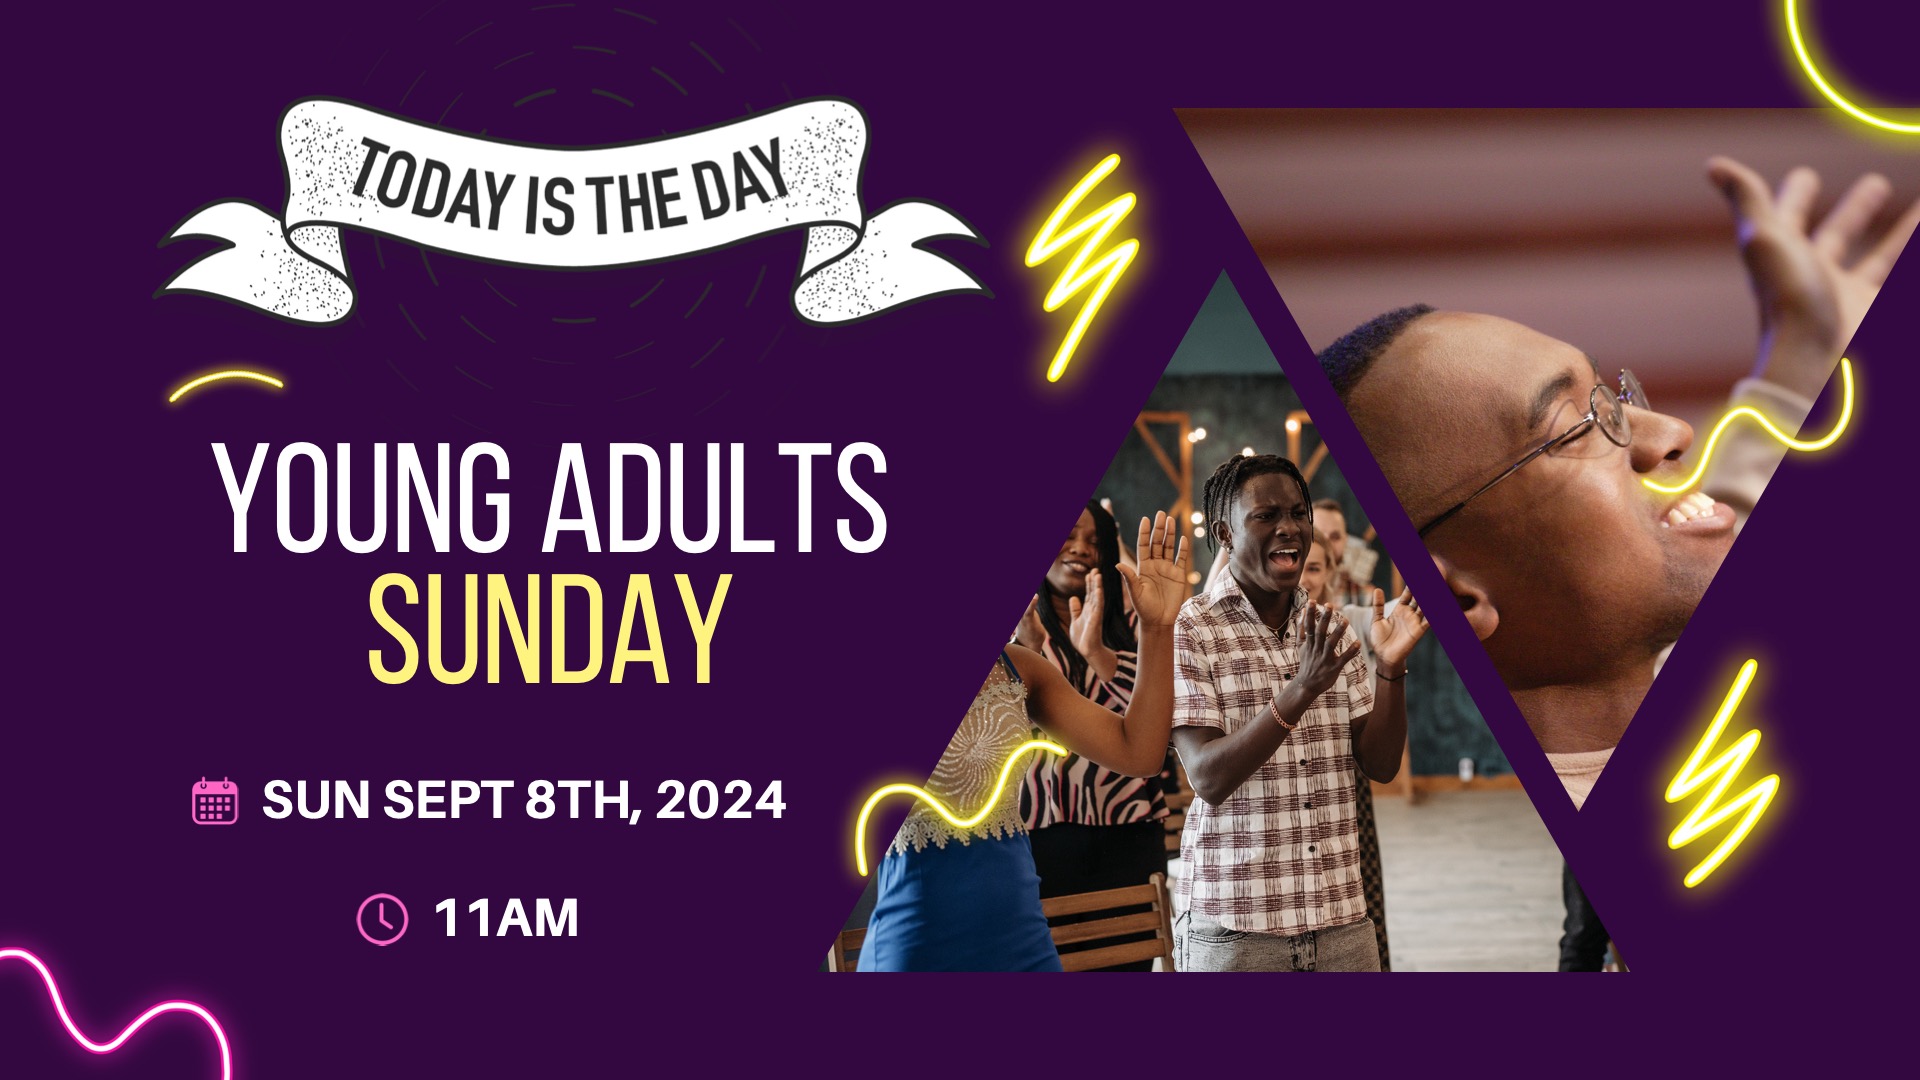 TODAY IS THE DAY
YOUNG ADULTS
SUNDAY
SUN SEPT 8TH, 2024
11AM